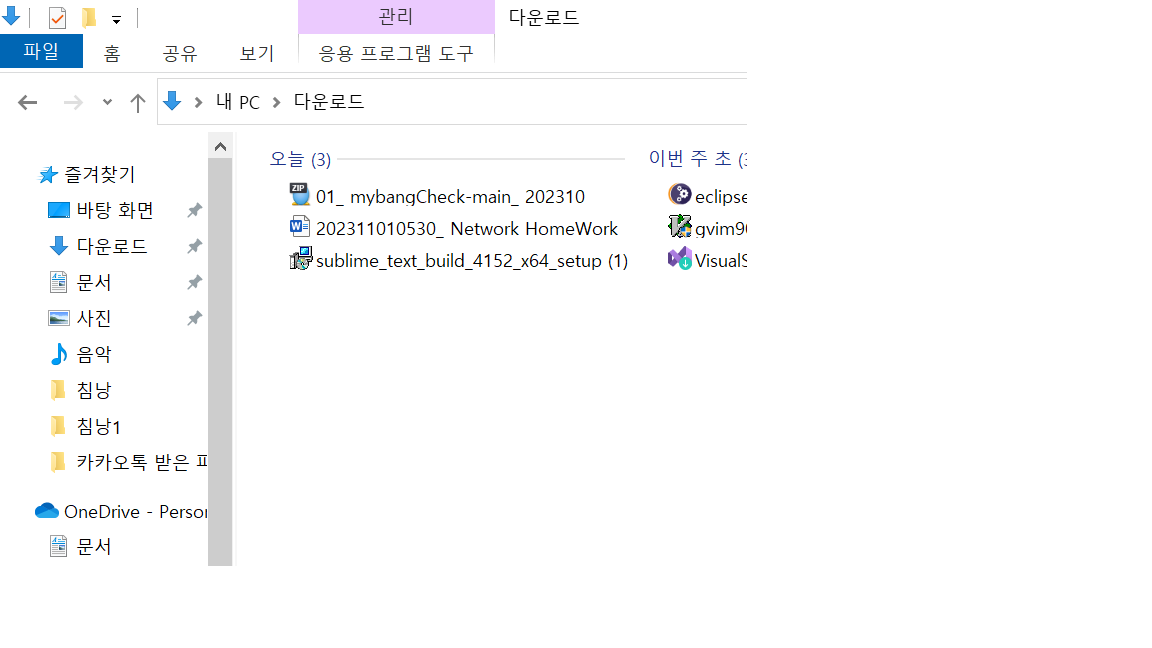 관리
다운로드
파일
홈
공유
보기
응용 프로그램 도구
내 PC
다운로드
즐겨찾기
바탕 화면
다운로드
문서
사진
음악
침낭
침낭1
카카오톡 받은
OneDrive - Person
문서
오늘 (3)
ZIP
01_ mybangCheck-main_ 202310
202311010530_ Network HomeWork
sublime_text_build_4152_x64_setup (1)
이번 주 초
eclipse
gvim90
VisualS